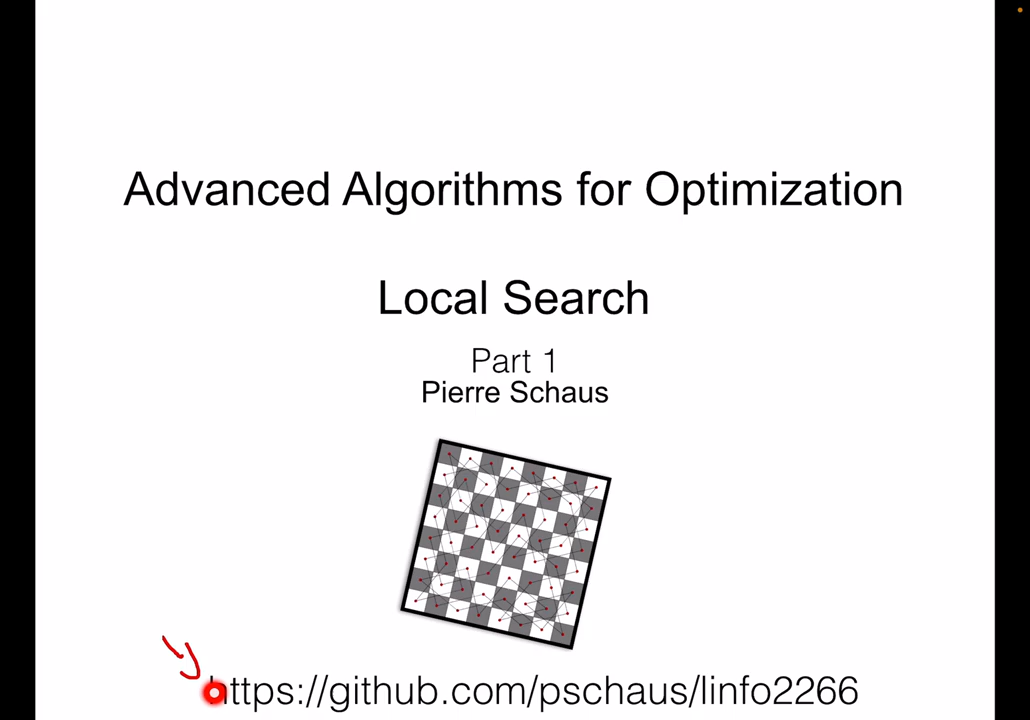 Advanced Algorithms for Optimization
Local Search
Part 1
Pierre Schaus
https://github.com/pschaus/linfo2266